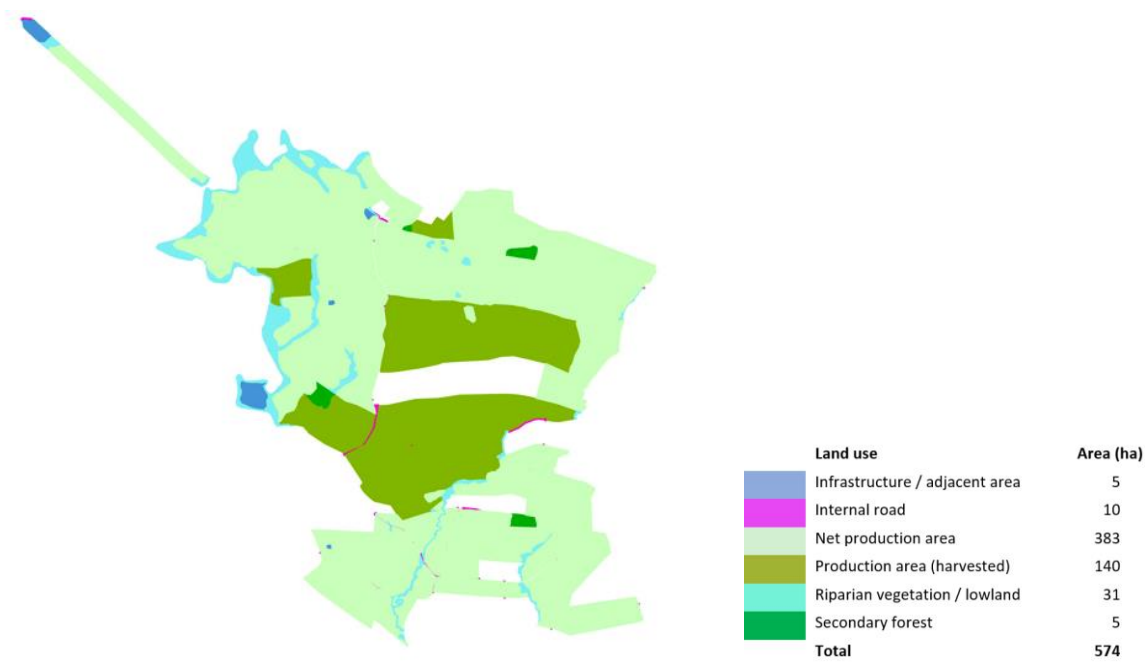 Land use Area (ha)
Infrastructure / adjacent area 5
Internal road 10
Net production area 383
Production area (harvested) 140
Riparian vegetation / lowland 31
Secondary forest 5
Total 574